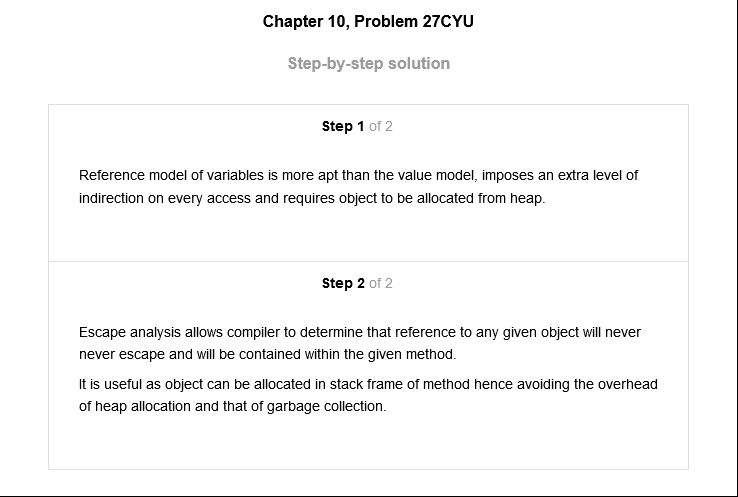 Chapter 10, Problem 27CYU
Step-by-step solution
Step 1 of 2
Reference model of variables is more apt than the value model, imposes an extra level of
indirection on every access and requires object to be allocated from heap.
Step 2 of 2
Escape analysis allows compiler to determine that reference to any given object will never
never escape and will be contained within the given method.
It is useful as object can be allocated in stack frame of method hence avoiding the overhead
of heap allocation and that of garbage collection.